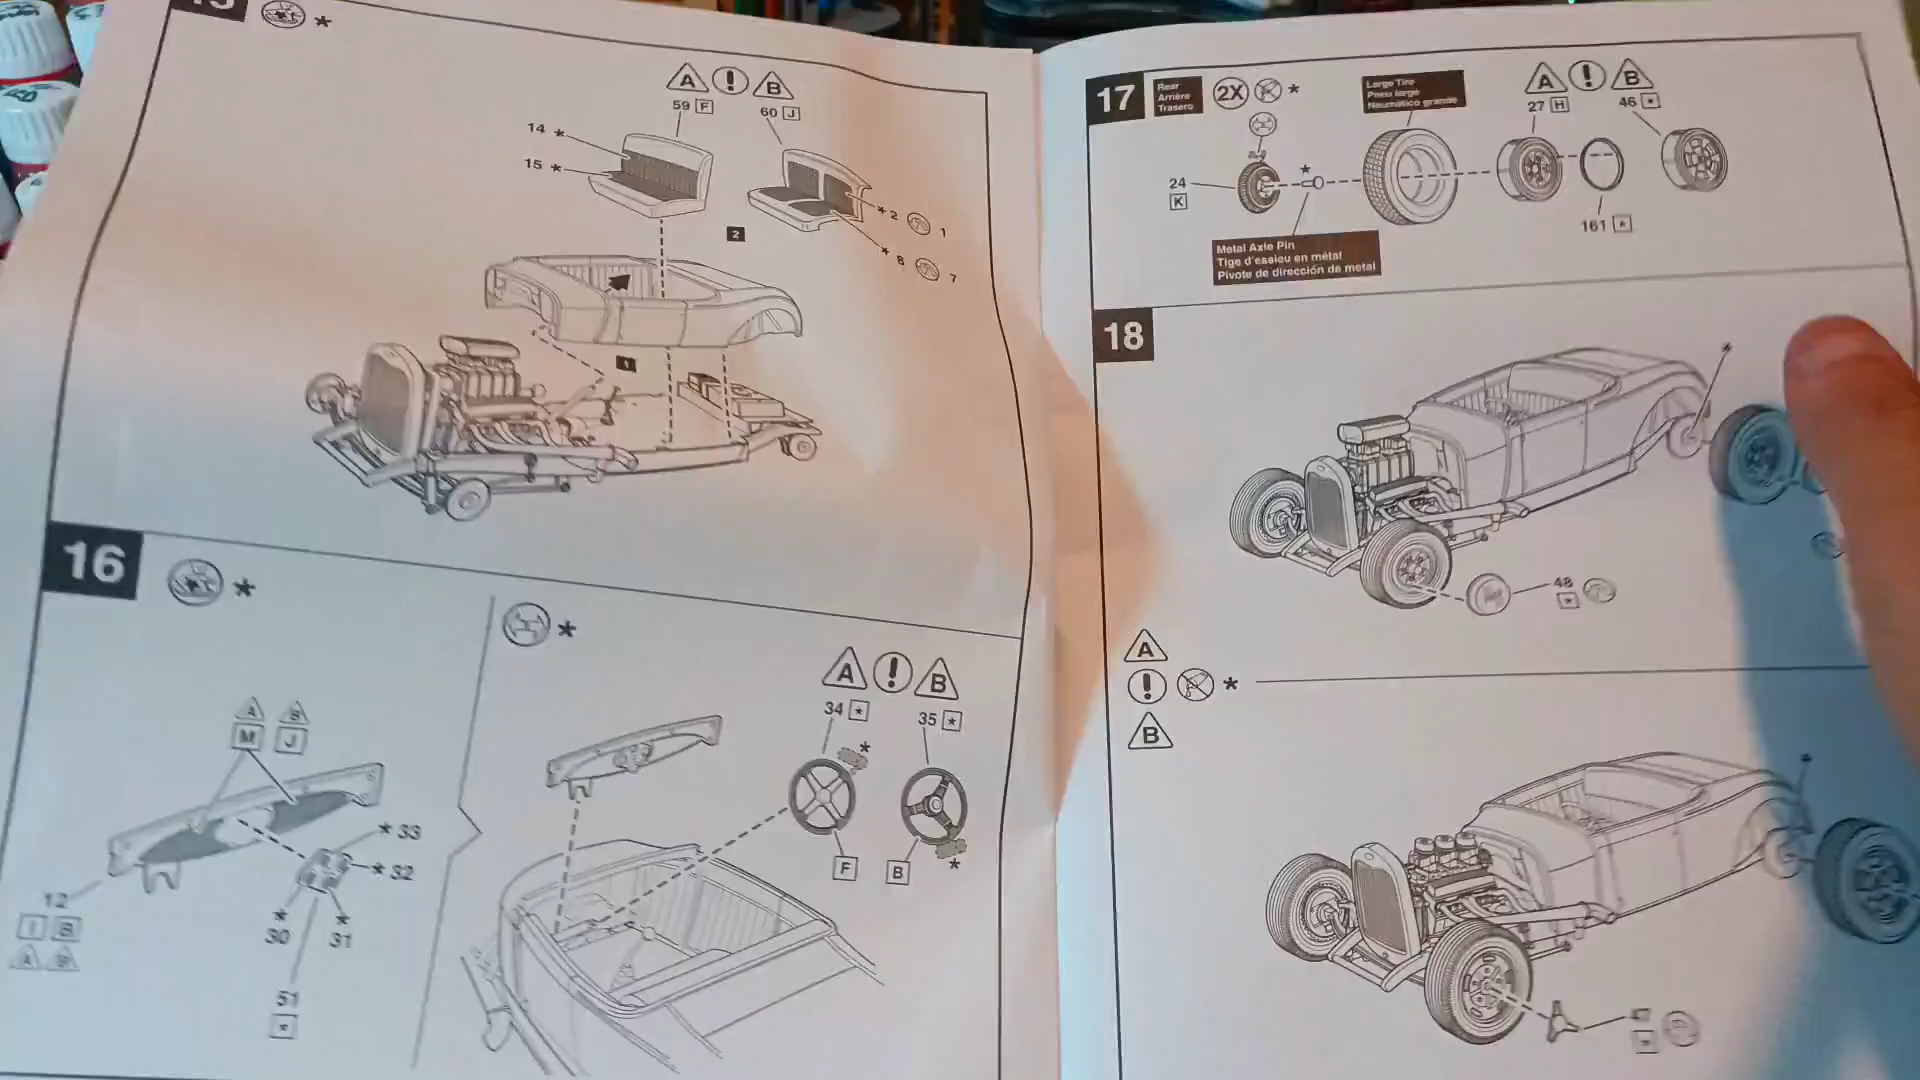 *
A ! B
59 F
60 J
14 *
15 *
* 2
1
* 8
7
2
1
16
*
A B
M J
* 33
* 32
12
I B
A B
*
30
*
31
51
*
*
A ! B
34 *
35 *
*
*
F
B
17
Rear
Arrière
Trasero
2X
*
Large Tire
Pneu large
Neumático grande
A ! B
27 H
46 *
24
K
*
161 *
Metal Axle Pin
Tige d'essieu en métal
Pivote de dirección de metal
18
48
*
A
! *
B
*